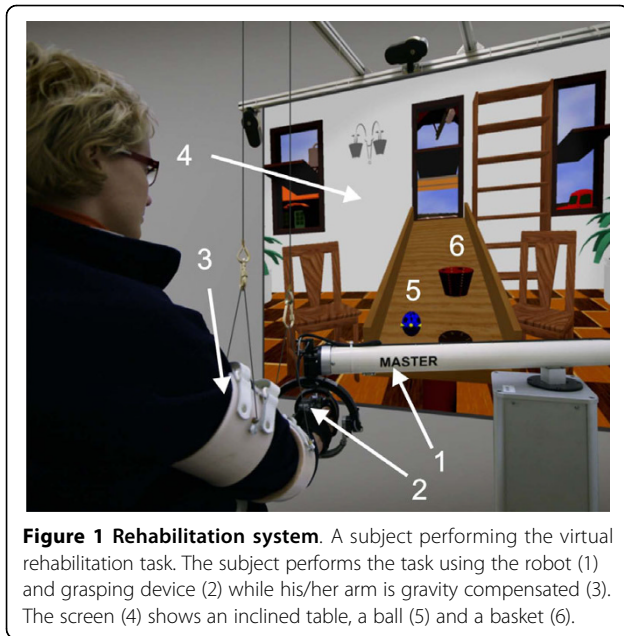 4
6
3
5
MASTER
1
2
Figure 1 Rehabilitation system. A subject performing the virtual
rehabilitation task. The subject performs the task using the robot (1)
and grasping device (2) while his/her arm is gravity compensated (3).
The screen (4) shows an inclined table, a ball (5) and a basket (6).